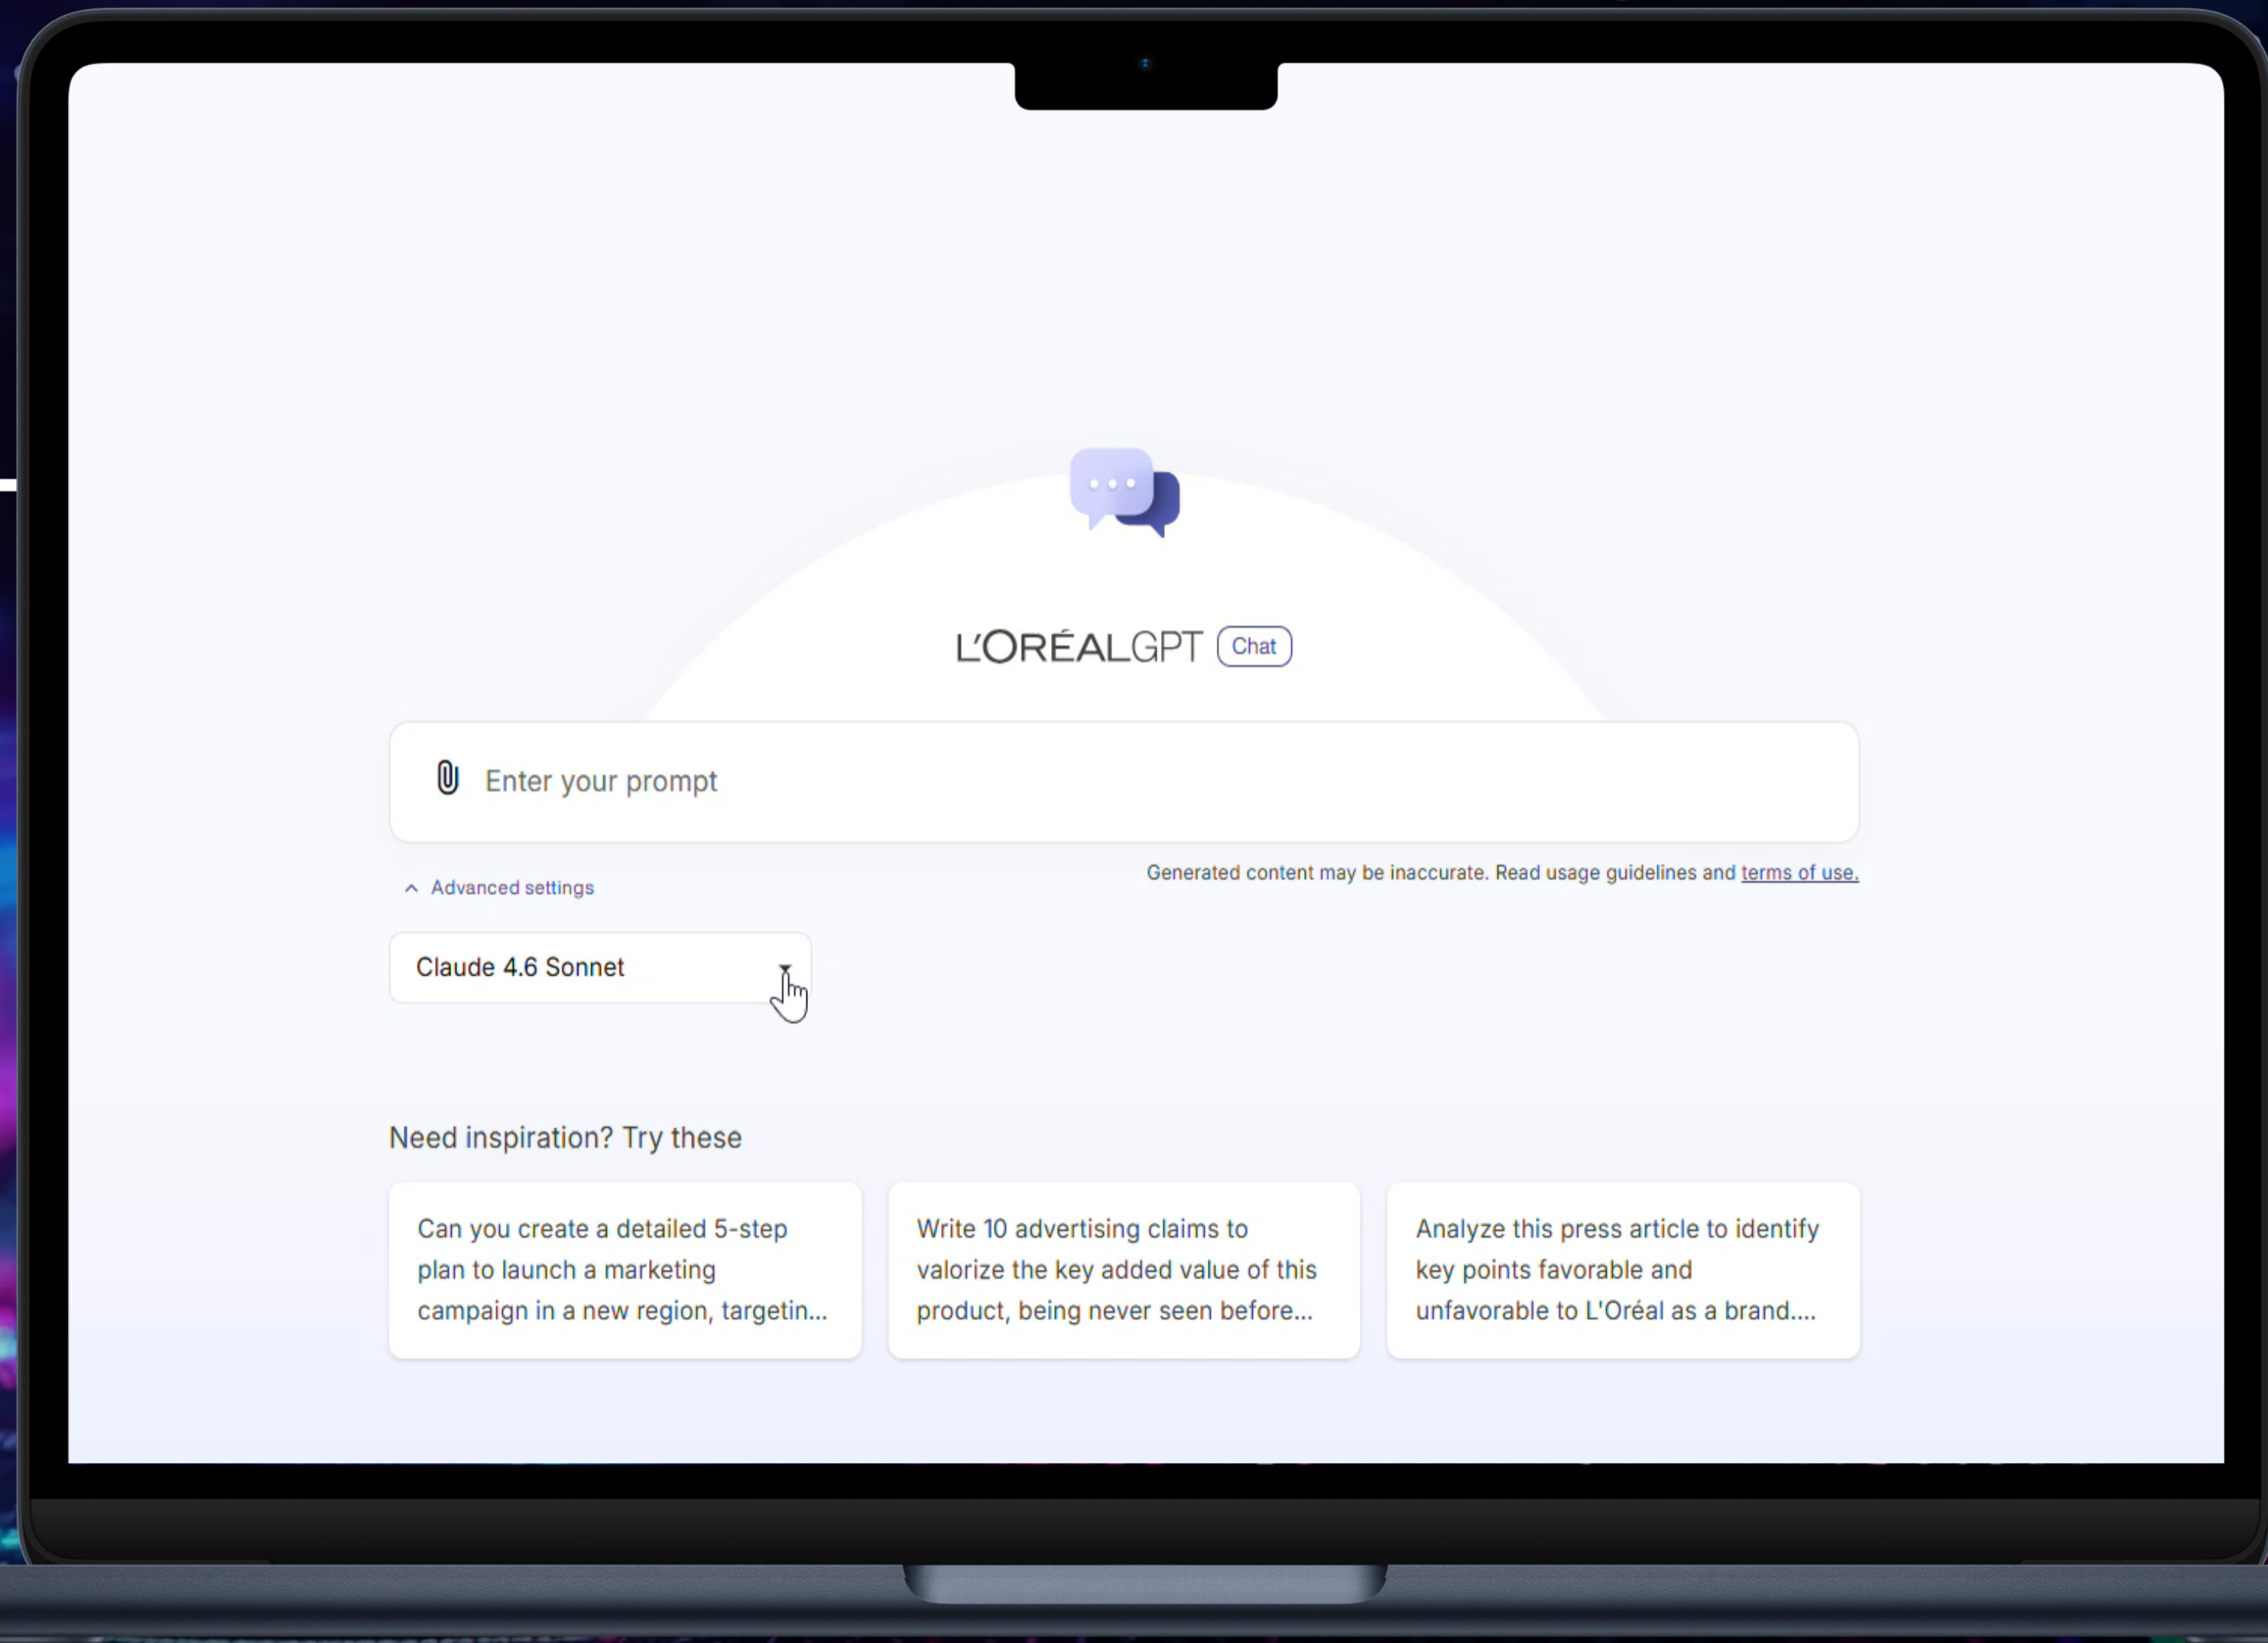 L'ORÉALGPT Chat
Enter your prompt
Generated content may be inaccurate. Read usage guidelines and terms of use.
Advanced settings
Claude 4.6 Sonnet
Need inspiration? Try these
Can you create a detailed 5-step
plan to launch a marketing
campaign in a new region, targetin...
Write 10 advertising claims to
valorize the key added value of this
product, being never seen before...
Analyze this press article to identify
key points favorable and
unfavorable to L'Oréal as a brand....